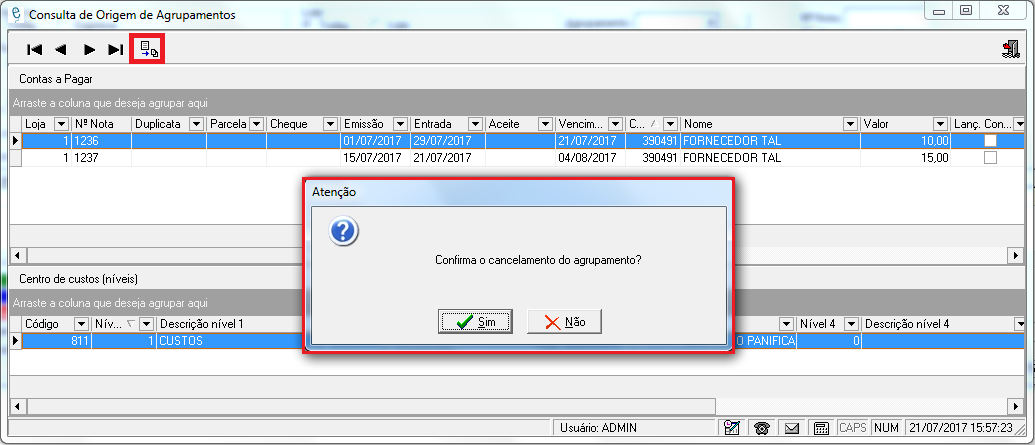 Consulta de Origem de Agrupamentos
Contas a Pagar
Arraste a coluna que deseja agrupar aqui
Loja Nº Nota Duplicata Parcela Cheque Emissão Entrada Aceite Vencim... C... Nome Valor Lanç. Con...
1 1236 01/07/2017 29/07/2017 21/07/2017 390491 FORNECEDOR TAL 10,00
1 1237 15/07/2017 21/07/2017 04/08/2017 390491 FORNECEDOR TAL 15,00
Atenção
Confirma o cancelamento do agrupamento?
Sim Não
Centro de custos (níveis)
Arraste a coluna que deseja agrupar aqui
Código Nív... Descrição nível 1 Nível 4 Descrição nível 4
811 1 CUSTOS O PANIFICA 0
Usuário: ADMIN CAPS NUM 21/07/2017 15:57:23